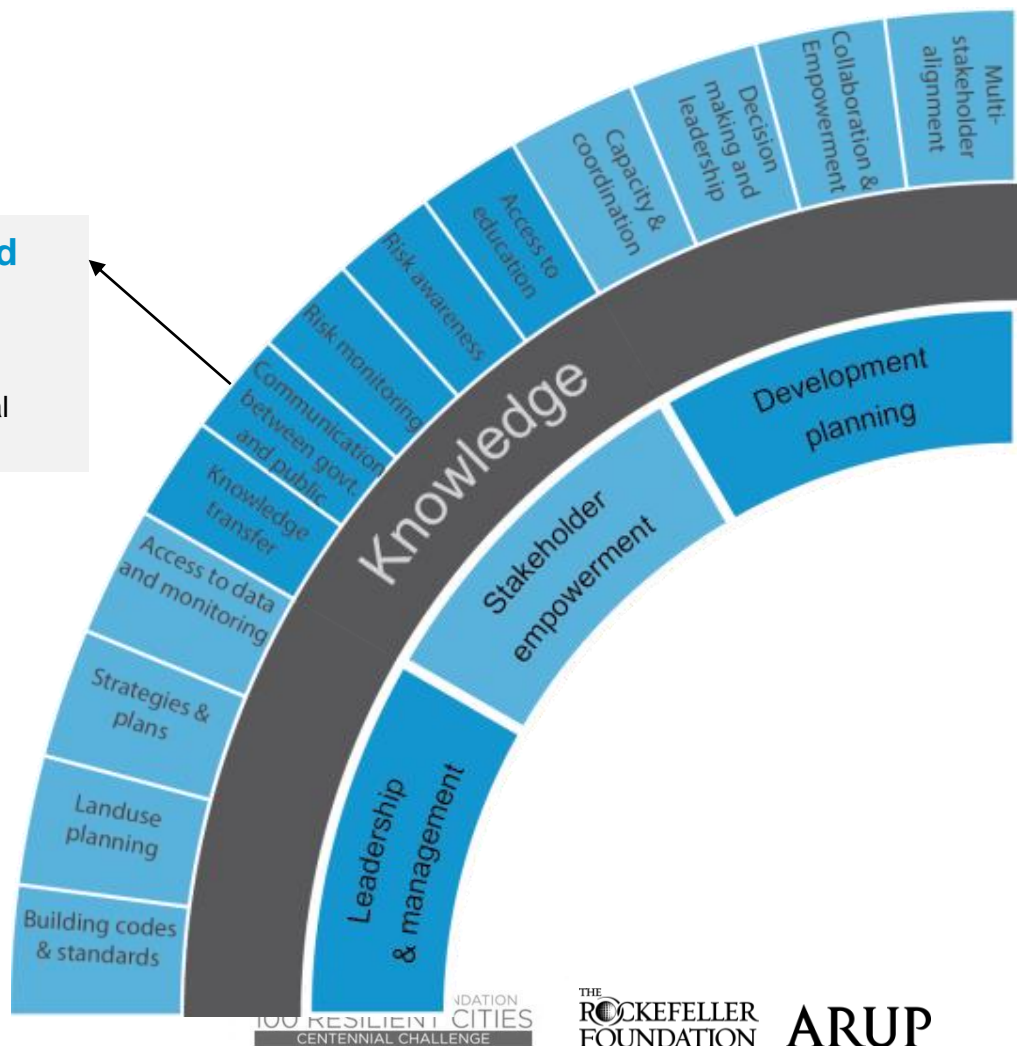 Multi-
stakeholder
alignment
Collaboration &
Empowerment
Decision
making and
leadership
Capacity &
coordination
Access to
education
Risk awareness
Risk monitoring
Communication
between govt.
and public
Knowledge
transfer
Access to data
and monitoring
Strategies &
plans
Landuse
planning
Building codes
& standards
Knowledge
Development
planning
Stakeholder
empowerment
Leadership
& management
d
al
100 RESILIENT CITIES
CENTENNIAL CHALLENGE
THE
ROCKEFELLER
FOUNDATION
ARUP